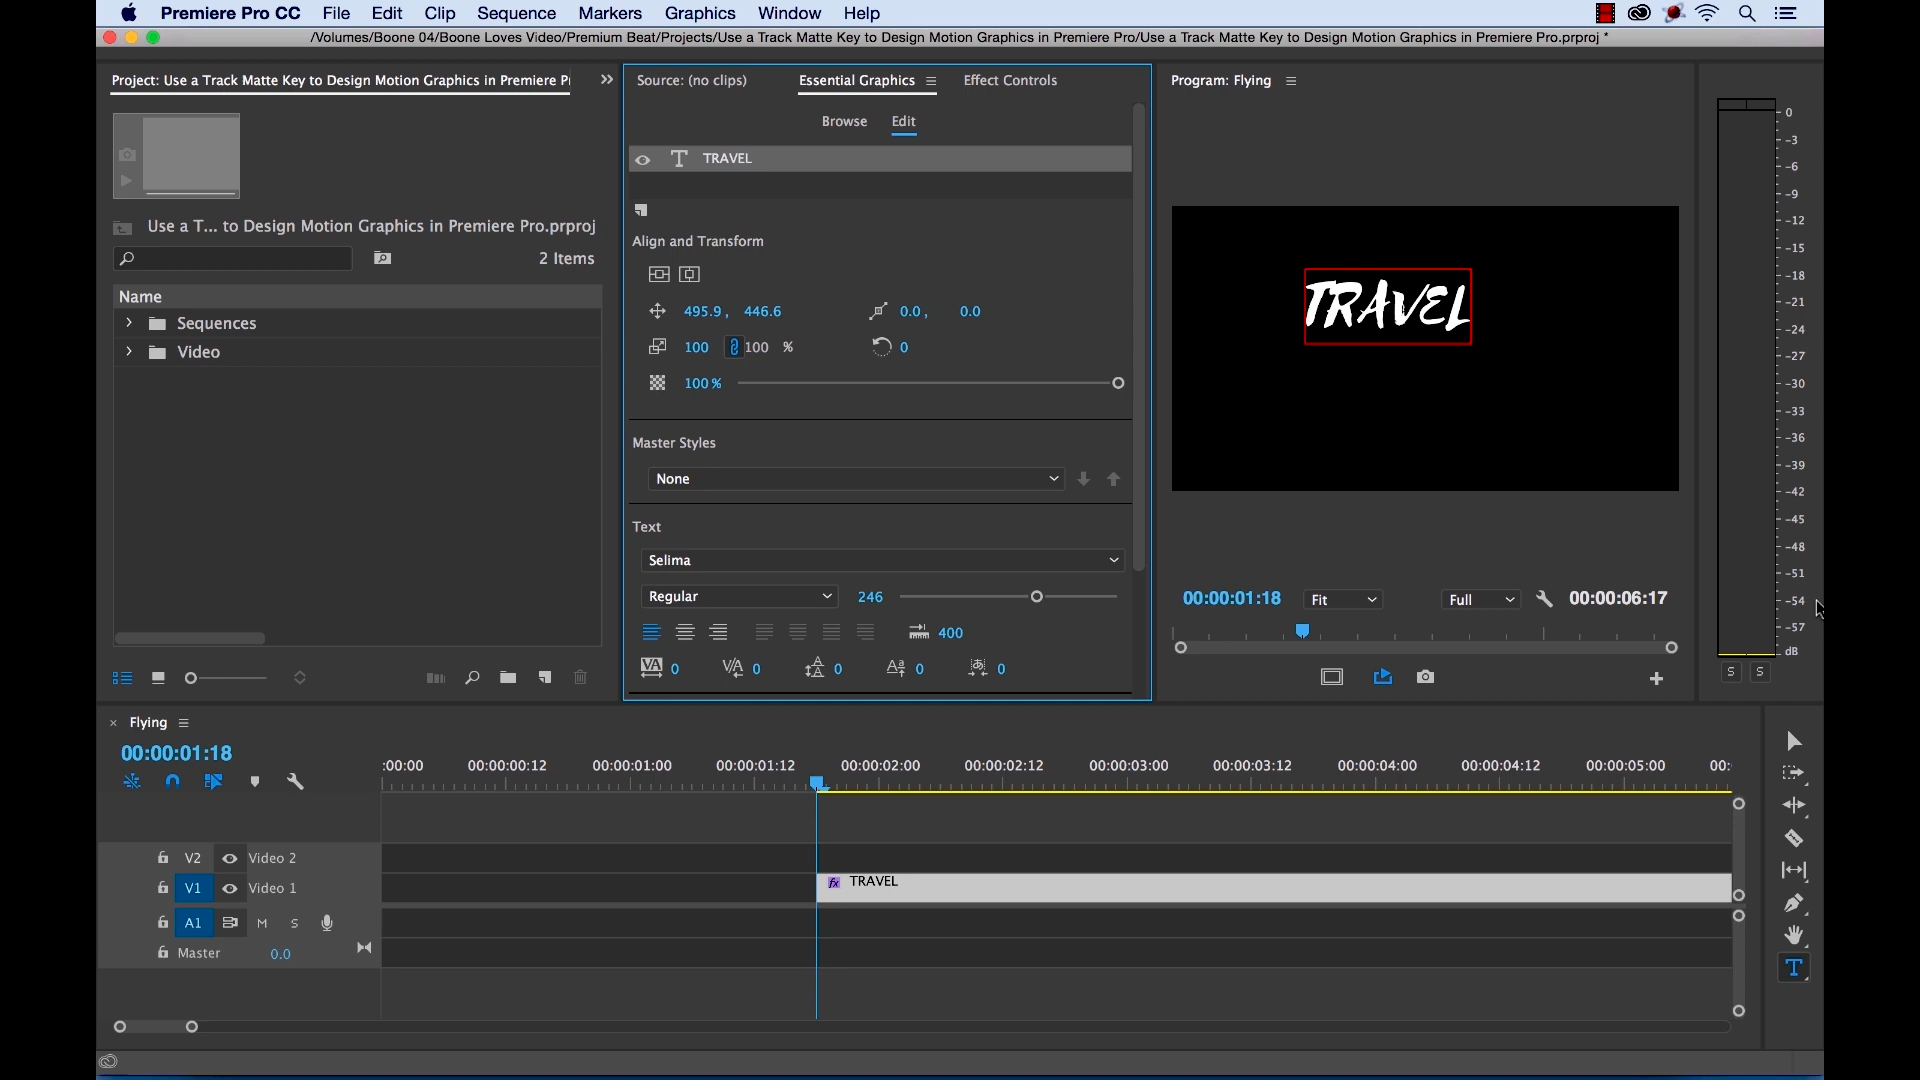 Premiere Pro CC File Edit Clip Sequence Markers Graphics Window Help
/Volumes/Boone 04/Boone Loves Video/Premium Beat/Projects/Use a Track Matte Key to Design Motion Graphics in Premiere Pro/Use a Track Matte Key to Design Motion Graphics in Premiere Pro.prproj *
Project: Use a Track Matte Key to Design Motion Graphics in Premiere P
Use a T... to Design Motion Graphics in Premiere Pro.prproj
2 Items
Name
Sequences
Video
Source: (no clips) Essential Graphics Effect Controls
Browse Edit
T TRAVEL
Align and Transform
495.9, 446.6 0.0, 0.0
100 100 % 0
100 %
Master Styles
None
Text
Selima
Regular 246
400
VA 0 V/A 0 A 0 Aa 0 0
Program: Flying
TRAVEL
00:00:01:18 Fit Full 00:00:06:17
0
-3
-6
-9
-12
-15
-18
-21
-24
-27
-30
-33
-36
-39
-42
-45
-48
-51
-54
-57
dB
S S
× Flying
00:00:01:18
:00:00 00:00:00:12 00:00:01:00 00:00:01:12 00:00:02:00 00:00:02:12 00:00:03:00 00:00:03:12 00:00:04:00 00:00:04:12 00:00:05:00 00:
V2 Video 2
V1 Video 1
fx TRAVEL
A1 M S
Master 0.0
T